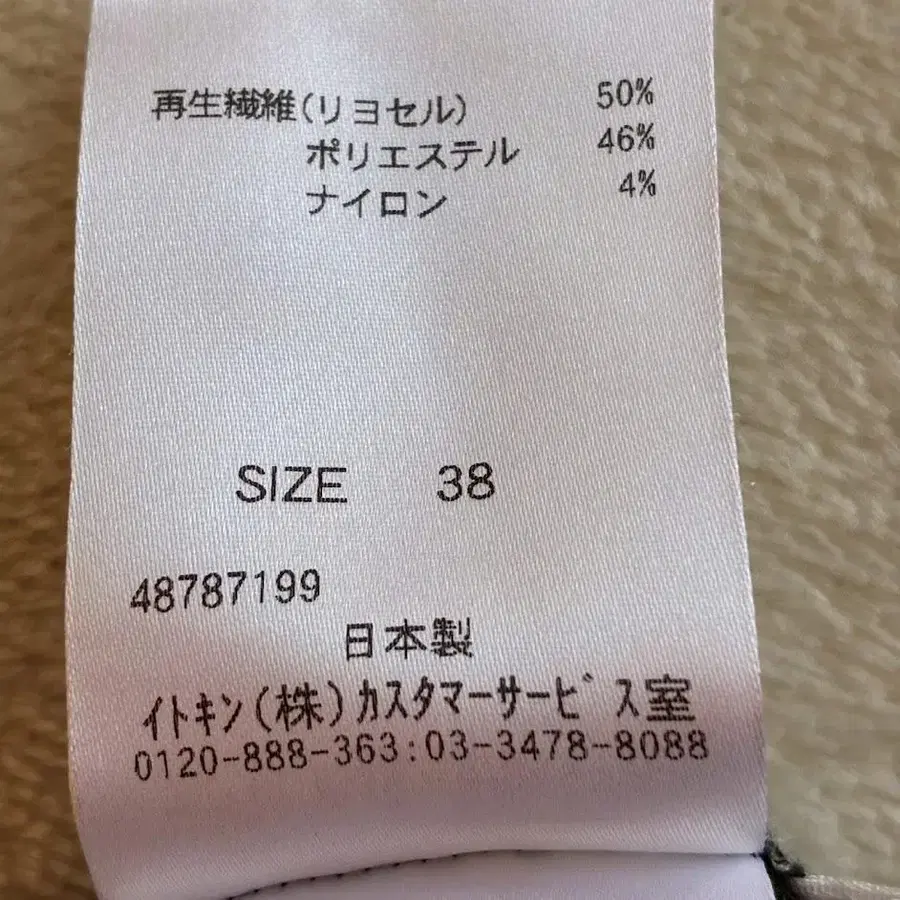 再生繊維(リヨセル) 50%
ポリエステル 46%
ナイロン 4%
SIZE 38
48787199
日本製
イトキン(株)カスタマーサービス室
0120-888-363:03-3478-8088